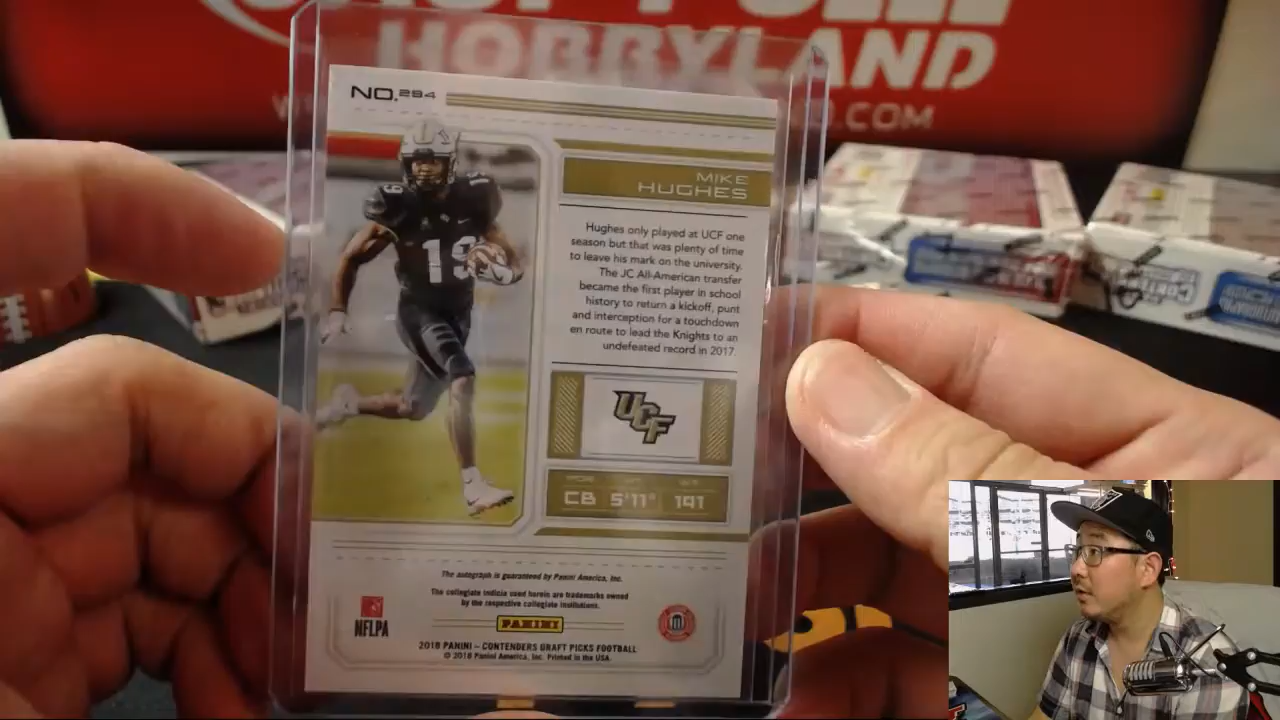 HOBBYLAND
.COM
NO.294
MIKE
HUGHES
Hughes only played at UCF one
season but that was plenty of time
to leave his mark on the university.
The JC All-American transfer
became the first player in school
history to return a kickoff, punt
and interception for a touchdown
en route to lead the Knights to an
undefeated record in 2017.
19
UCF
CB 5'11" 191
The autograph is guaranteed by Panini America, Inc.
The collegiate indicia used herein are trademarks owned
by the respective collegiate institutions.
NFLPA
PANINI
2018 PANINI – CONTENDERS DRAFT PICKS FOOTBALL
© 2018 Panini America, Inc. Printed in the USA.